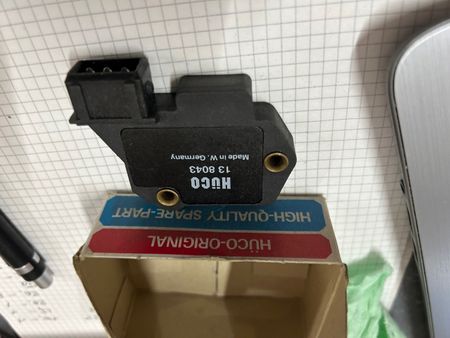 HÜCO
13 8043
Made in W. Germany
HÜCO-ORIGINAL
HIGH-QUALITY SPARE-PART